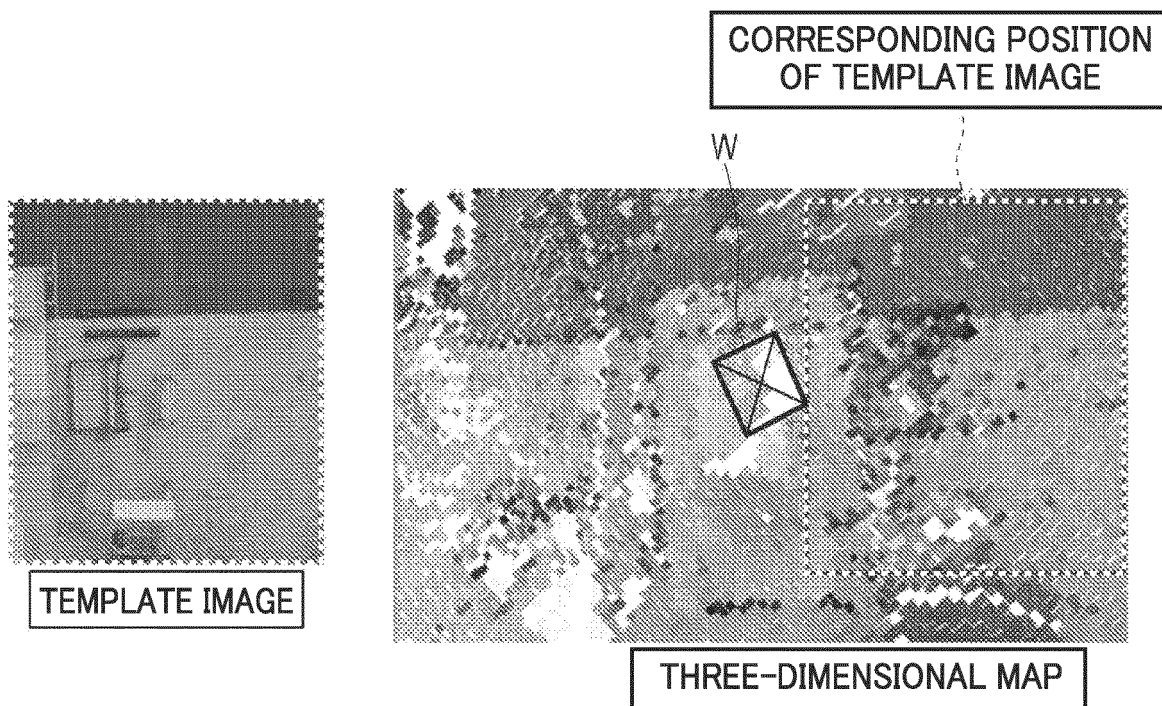 CORRESPONDING POSITION
OF TEMPLATE IMAGE
W
TEMPLATE IMAGE
THREE-DIMENSIONAL MAP